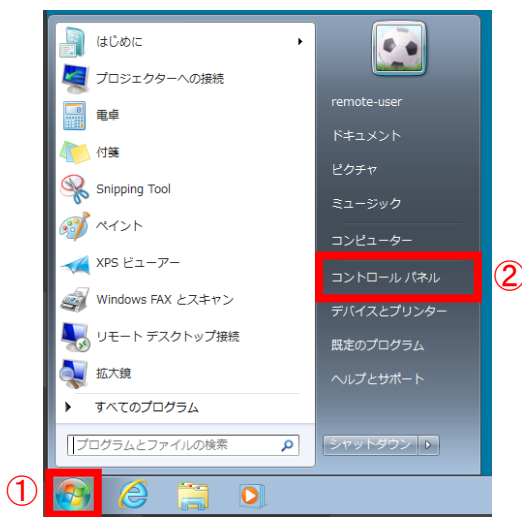 はじめに
プロジェクターへの接続
電卓
付箋
Snipping Tool
ペイント
XPS ビューアー
Windows FAX とスキャン
リモート デスクトップ接続
拡大鏡
すべてのプログラム
プログラムとファイルの検索
remote-user
ドキュメント
ピクチャ
ミュージック
コンピューター
コントロール パネル
②
デバイスとプリンター
既定のプログラム
ヘルプとサポート
シャットダウン
①